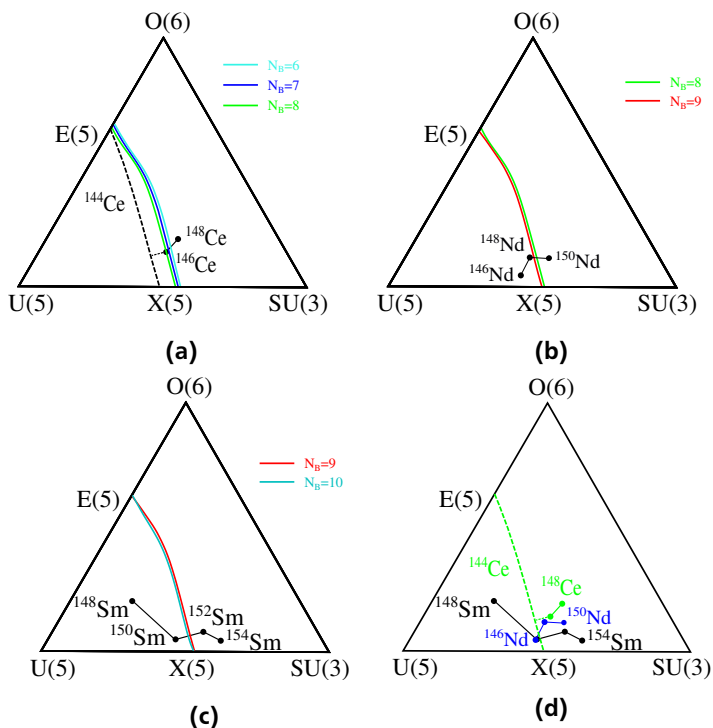 O(6)
N_B=6
N_B=7
N_B=8
E(5)
¹⁴⁴Ce
¹⁴⁸Ce
¹⁴⁶Ce
U(5) X(5) SU(3)
(a)
O(6)
N_B=8
N_B=9
E(5)
¹⁴⁸Nd
¹⁵⁰Nd
¹⁴⁶Nd
U(5) X(5) SU(3)
(b)
O(6)
N_B=9
N_B=10
E(5)
¹⁴⁸Sm
¹⁵²Sm
¹⁵⁰Sm
¹⁵⁴Sm
U(5) X(5) SU(3)
(c)
O(6)
E(5)
¹⁴⁴Ce
¹⁴⁸Ce
¹⁴⁸Sm
¹⁵⁰Nd
¹⁴⁶Nd
¹⁵⁴Sm
U(5) X(5) SU(3)
(d)